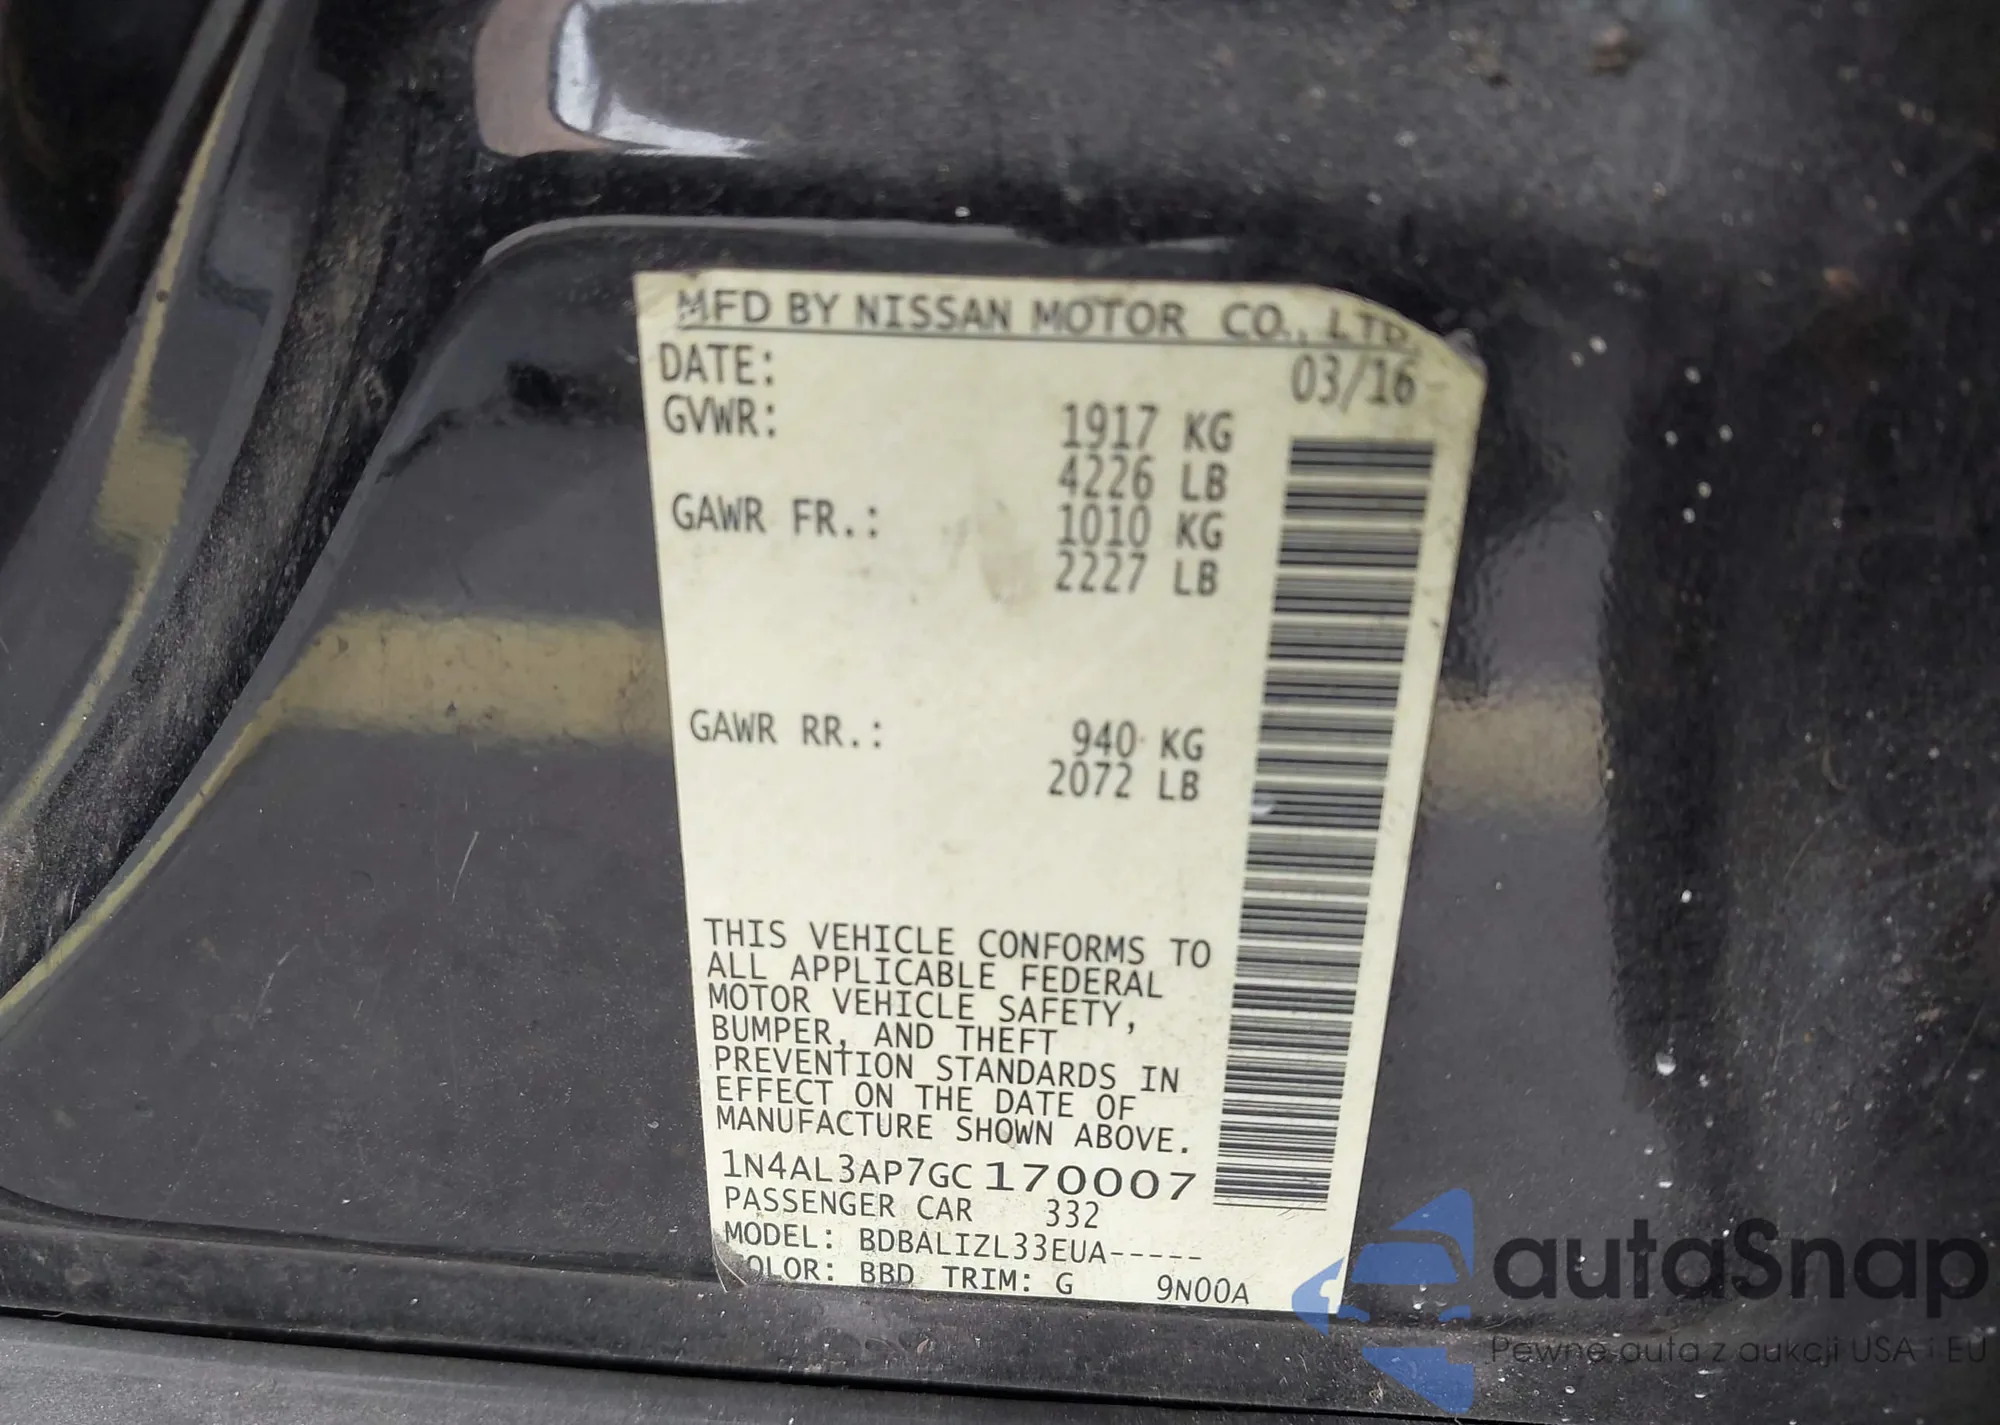 MFD BY NISSAN MOTOR CO., LTD.
DATE: 03/16
GVWR: 1917 KG
4226 LB
GAWR FR.: 1010 KG
2227 LB
GAWR RR.: 940 KG
2072 LB
THIS VEHICLE CONFORMS TO
ALL APPLICABLE FEDERAL
MOTOR VEHICLE SAFETY,
BUMPER, AND THEFT
PREVENTION STANDARDS IN
EFFECT ON THE DATE OF
MANUFACTURE SHOWN ABOVE.
1N4AL3AP7GC170007
PASSENGER CAR 332
MODEL: BDBALIZL33EUA-----
OLOR: BBD TRIM: G 9N00A
autaSnap
Pewne auta z aukcji USA i EU